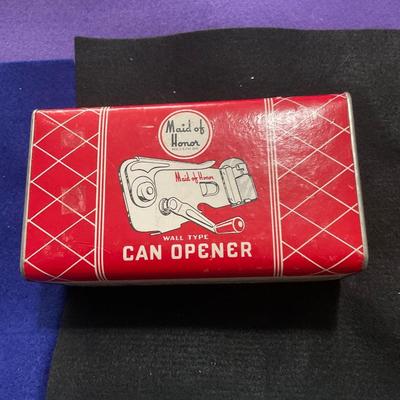 Maid of
Honor
Maid of Honor
WALL TYPE
CAN OPENER